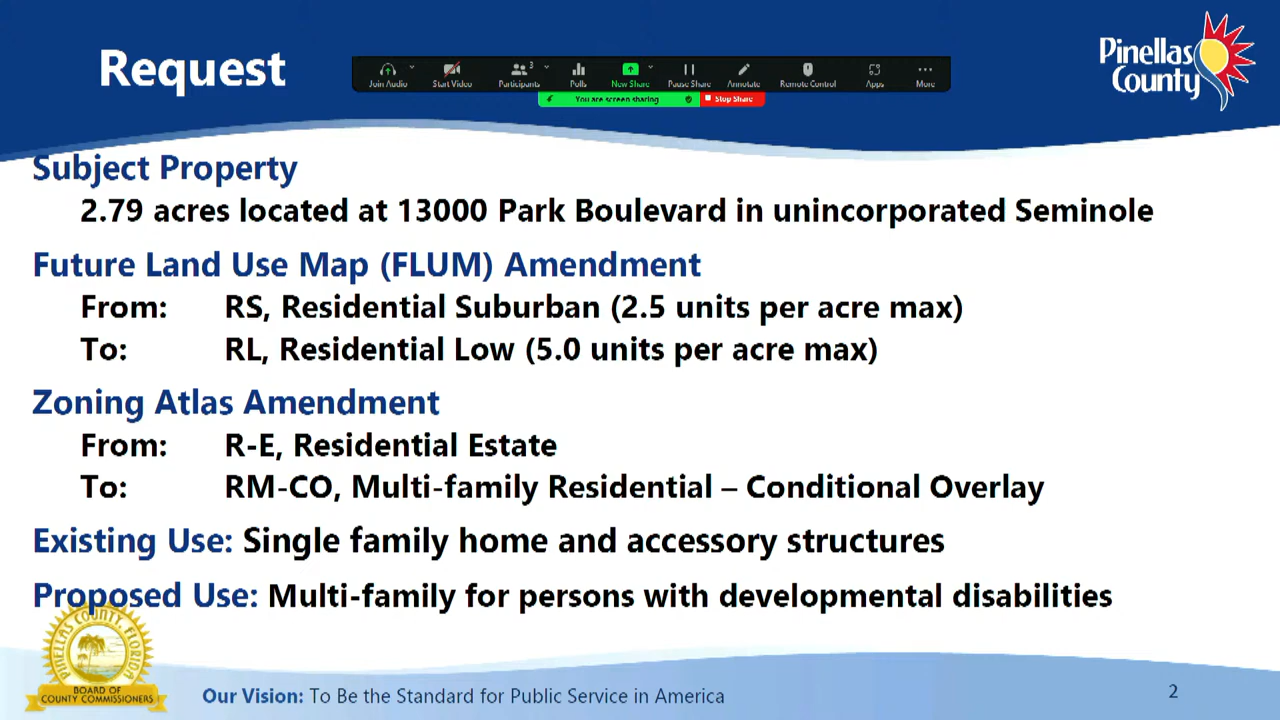 Request
Pinellas
County
Join Audio
Start Video
Participants
3
Polls
New Share
Pause Share
Annotate
Remote Control
Apps
More
You are screen sharing
Stop Share
Subject Property
2.79 acres located at 13000 Park Boulevard in unincorporated Seminole
Future Land Use Map (FLUM) Amendment
From: RS, Residential Suburban (2.5 units per acre max)
To: RL, Residential Low (5.0 units per acre max)
Zoning Atlas Amendment
From: R-E, Residential Estate
To: RM-CO, Multi-family Residential – Conditional Overlay
Existing Use: Single family home and accessory structures
Proposed Use: Multi-family for persons with developmental disabilities
PINELLAS COUNTY, FLORIDA
BOARD OF
COUNTY COMMISSIONERS
Our Vision: To Be the Standard for Public Service in America
2